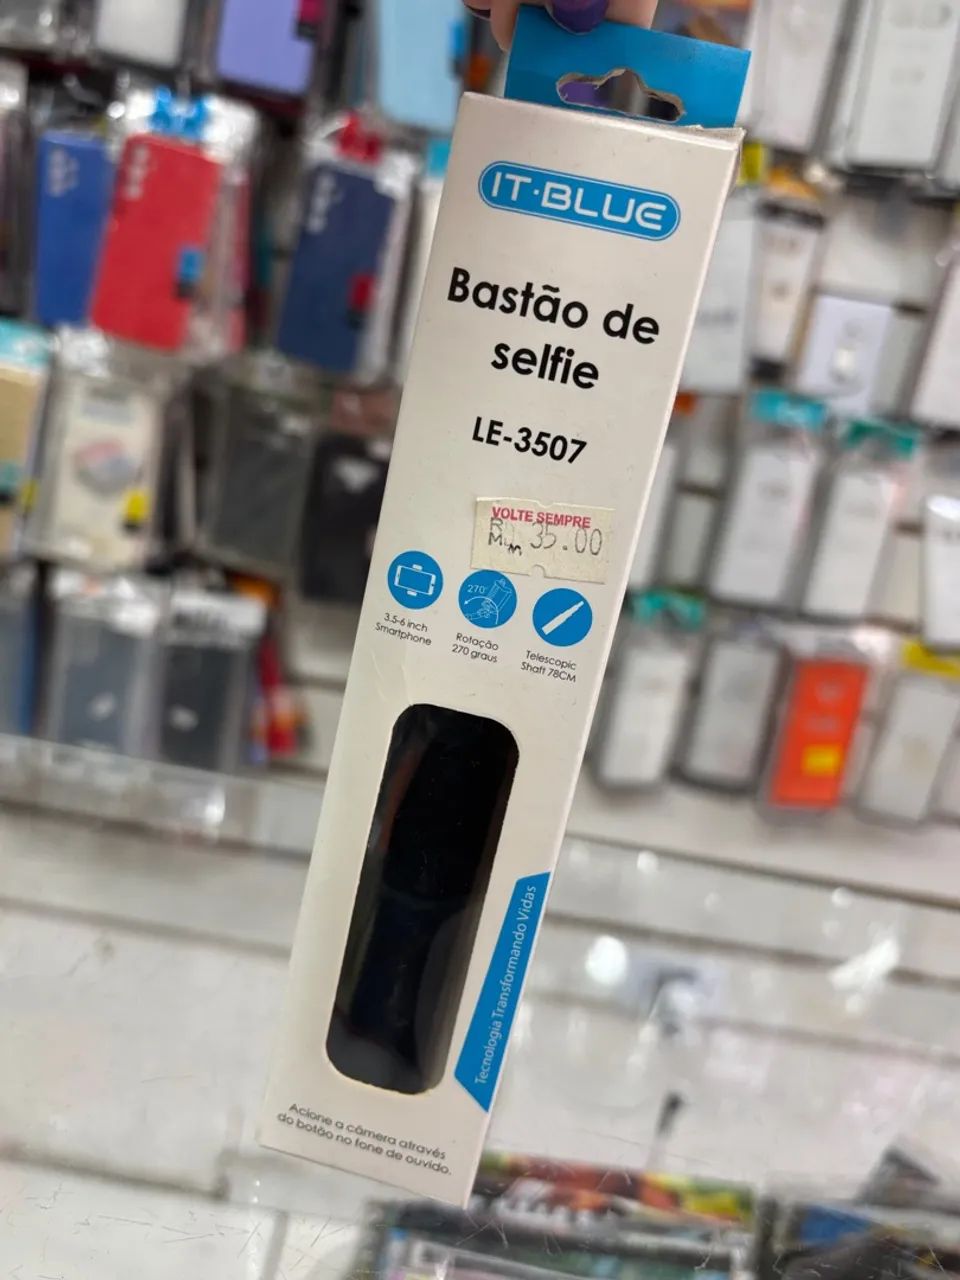 IT·BLUE
Bastão de
selfie
LE-3507
VOLTE SEMPRE
35.00
270°
3.5-6 inch
Smartphone
Rotação
270 graus
Telescopic
Shaft 78CM
Tecnologia Transformando Vidas
Acione a câmera através
do botão no fone de ouvido.